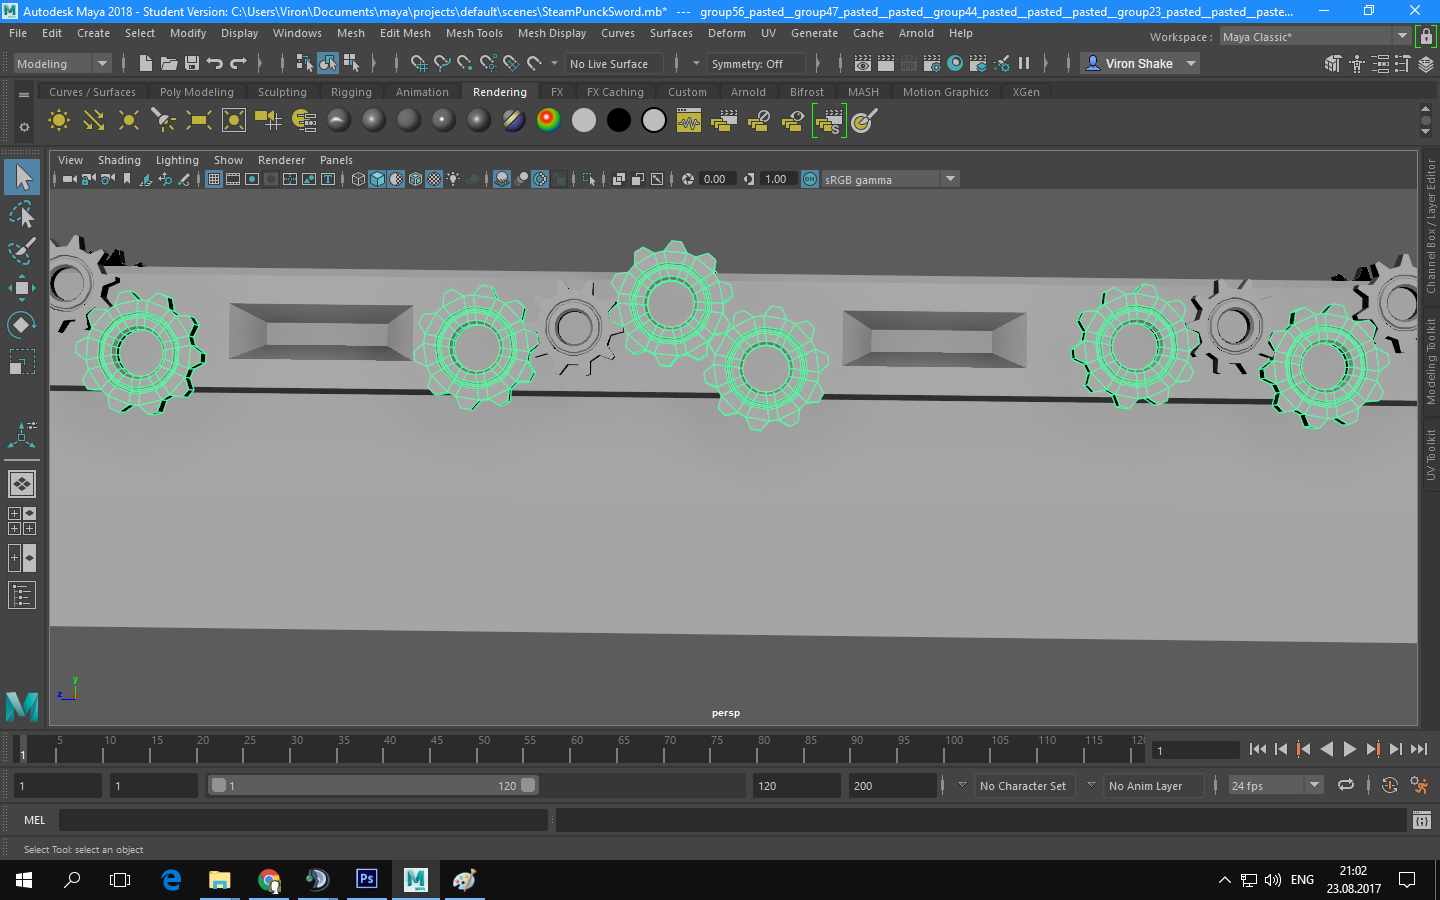 Autodesk Maya 2018 - Student Version: C:\Users\Viron\Documents\maya\projects\default\scenes\SteamPunckSword.mb* --- group56_pasted__group47_pasted__pasted__group44_pasted__pasted__pasted__group23_pasted__pasted__paste...
File Edit Create Select Modify Display Windows Mesh Edit Mesh Mesh Tools Mesh Display Curves Surfaces Deform UV Generate Cache Arnold Help
Workspace : Maya Classic*
Modeling No Live Surface Symmetry: Off Viron Shake
Curves / Surfaces Poly Modeling Sculpting Rigging Animation Rendering FX FX Caching Custom Arnold Bifrost MASH Motion Graphics XGen
View Shading Lighting Show Renderer Panels
0.00 1.00 ON sRGB gamma
Channel Box / Layer Editor
Modeling Toolkit
UV Toolkit
y
z
persp
1 5 10 15 20 25 30 35 40 45 50 55 60 65 70 75 80 85 90 95 100 105 110 115 120 1
1 1 1 120 120 200 No Character Set No Anim Layer 24 fps
MEL
Select Tool: select an object
ENG
21:02
23.08.2017
Ps
M
MAYA